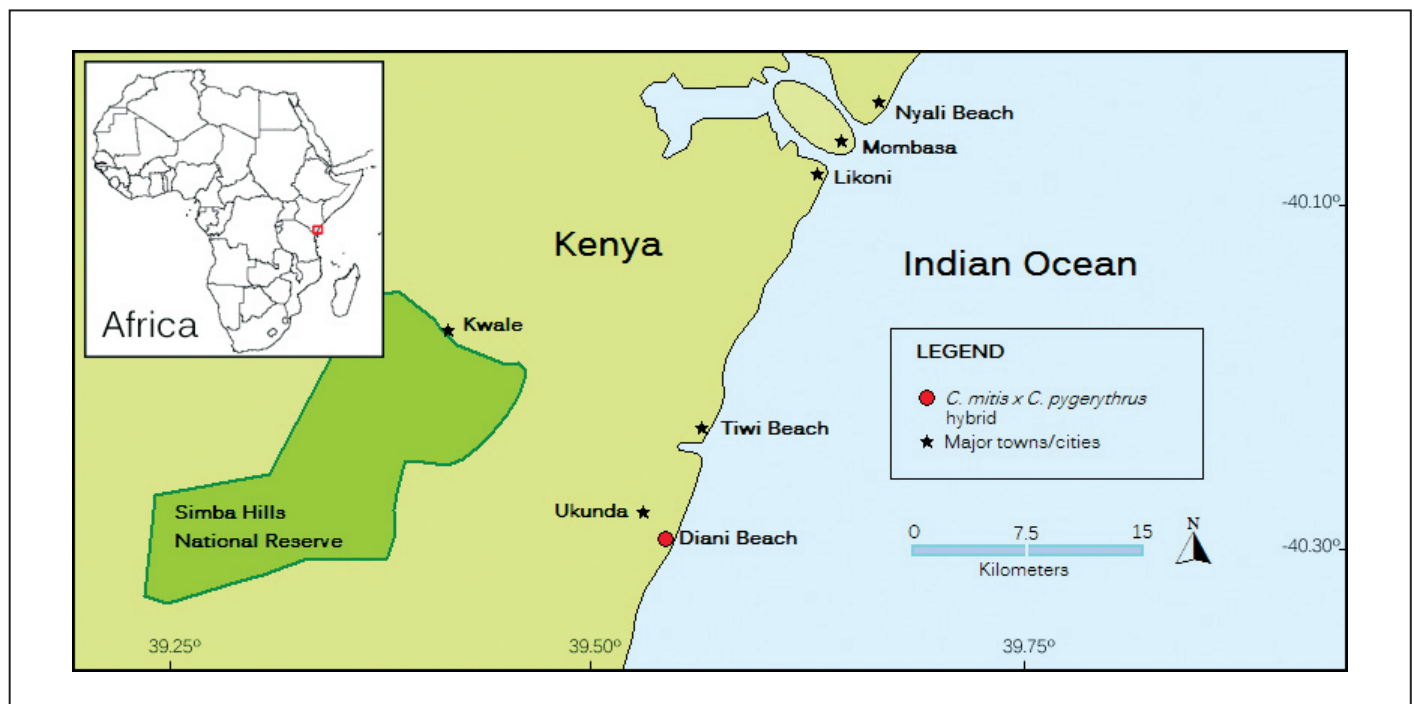 Nyali Beach
Mombasa
Likoni
-40.10º
Kenya
Indian Ocean
Africa
Kwale
LEGEND
C. mitis x C. pygerythrus
hybrid
Major towns/cities
Tiwi Beach
Simba Hills
National Reserve
Ukunda
Diani Beach
0 7.5 15
Kilometers
N
-40.30º
39.25º
39.50º
39.75º